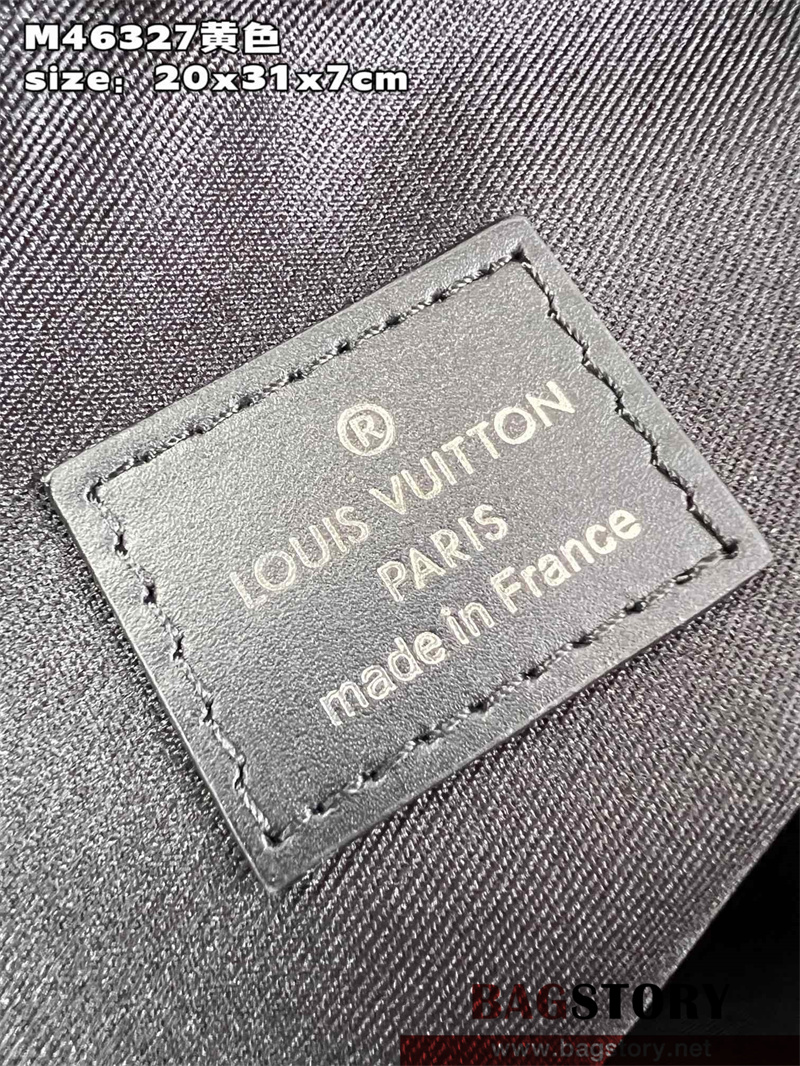 M46327黄色
size：20x31x7cm
®
LOUIS VUITTON
PARIS
made in France
BAGSTORY
www.bagstory.net